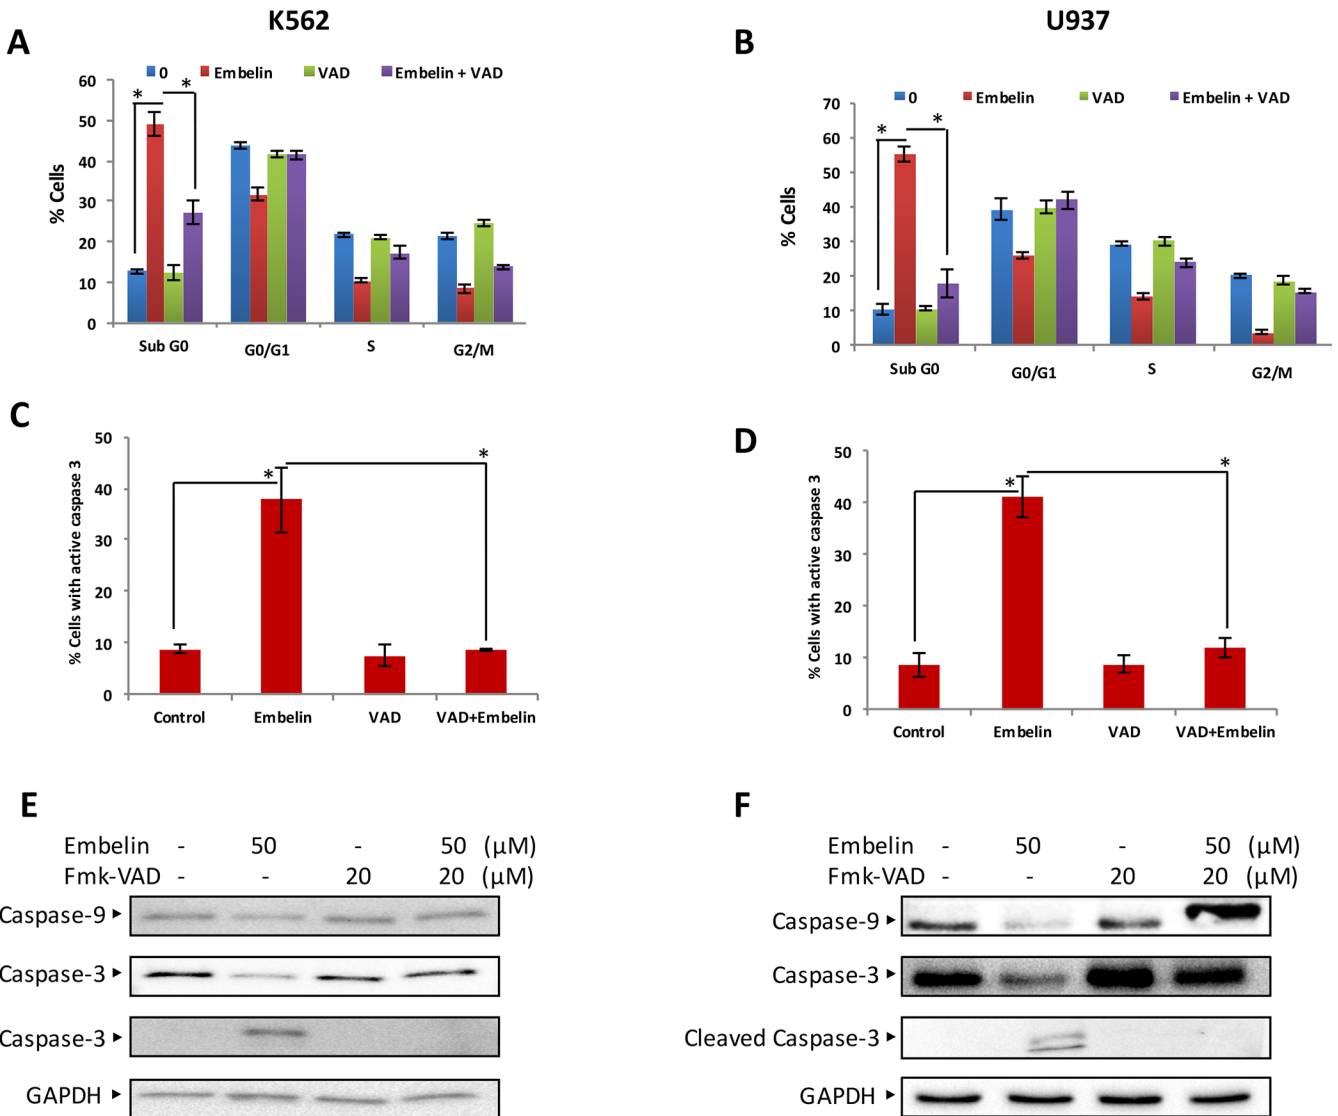 K562
U937
A
0 Embelin VAD Embelin + VAD
* *
% Cells
60
50
40
30
20
10
0
Sub G0 G0/G1 S G2/M
B
0 Embelin VAD Embelin + VAD
* *
% Cells
70
60
50
40
30
20
10
0
Sub G0 G0/G1 S G2/M
C
% Cells with active caspase 3
50
40
30
20
10
0
* *
Control Embelin VAD VAD+Embelin
D
% Cells with active caspase 3
50
40
30
20
10
0
* *
Control Embelin VAD VAD+Embelin
E
Embelin - 50 - 50 (μM)
Fmk-VAD - - 20 20 (μM)
Caspase-9
Caspase-3
Caspase-3
GAPDH
F
Embelin - 50 - 50 (μM)
Fmk-VAD - - 20 20 (μM)
Caspase-9
Caspase-3
Cleaved Caspase-3
GAPDH